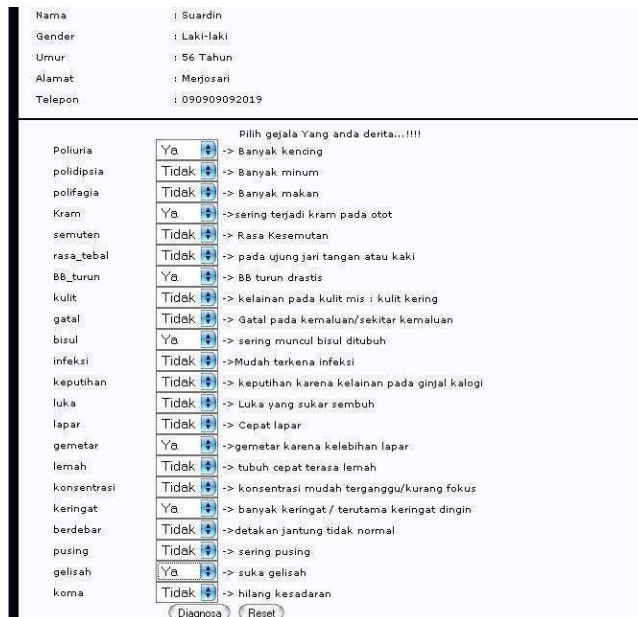 Nama : Suardin
Gender : Laki-laki
Umur : 56 Tahun
Alamat : Merjosari
Telepon : 090909092019
Pilih gejala Yang anda derita...!!!!
Poliuria Ya -> Banyak kencing
polidipsia Tidak -> Banyak minum
polifagia Tidak -> Banyak makan
Kram Ya ->sering terjadi kram pada otot
semuten Tidak -> Rasa Kesemutan
rasa_tebal Tidak -> pada ujung jari tangan atau kaki
BB_turun Ya -> BB turun drastis
kulit Tidak -> kelainan pada kulit mis : kulit kering
gatal Tidak -> Gatal pada kemaluan/sekitar kemaluan
bisul Ya -> sering muncul bisul ditubuh
infeksi Tidak ->Mudah terkena infeksi
keputihan Tidak -> keputihan karena kelainan pada ginjal kalogi
luka Tidak -> Luka yang sukar sembuh
lapar Tidak -> Cepat lapar
gemetar Ya ->gemetar karena kelebihan lapar
lemah Tidak -> tubuh cepat terasa lemah
konsentrasi Tidak -> konsentrasi mudah terganggu/kurang fokus
keringat Ya -> banyak keringat / terutama keringat dingin
berdebar Tidak ->detakan jantung tidak normal
pusing Tidak -> sering pusing
gelisah Ya -> suka gelisah
koma Tidak -> hilang kesadaran
Diagnosa Reset